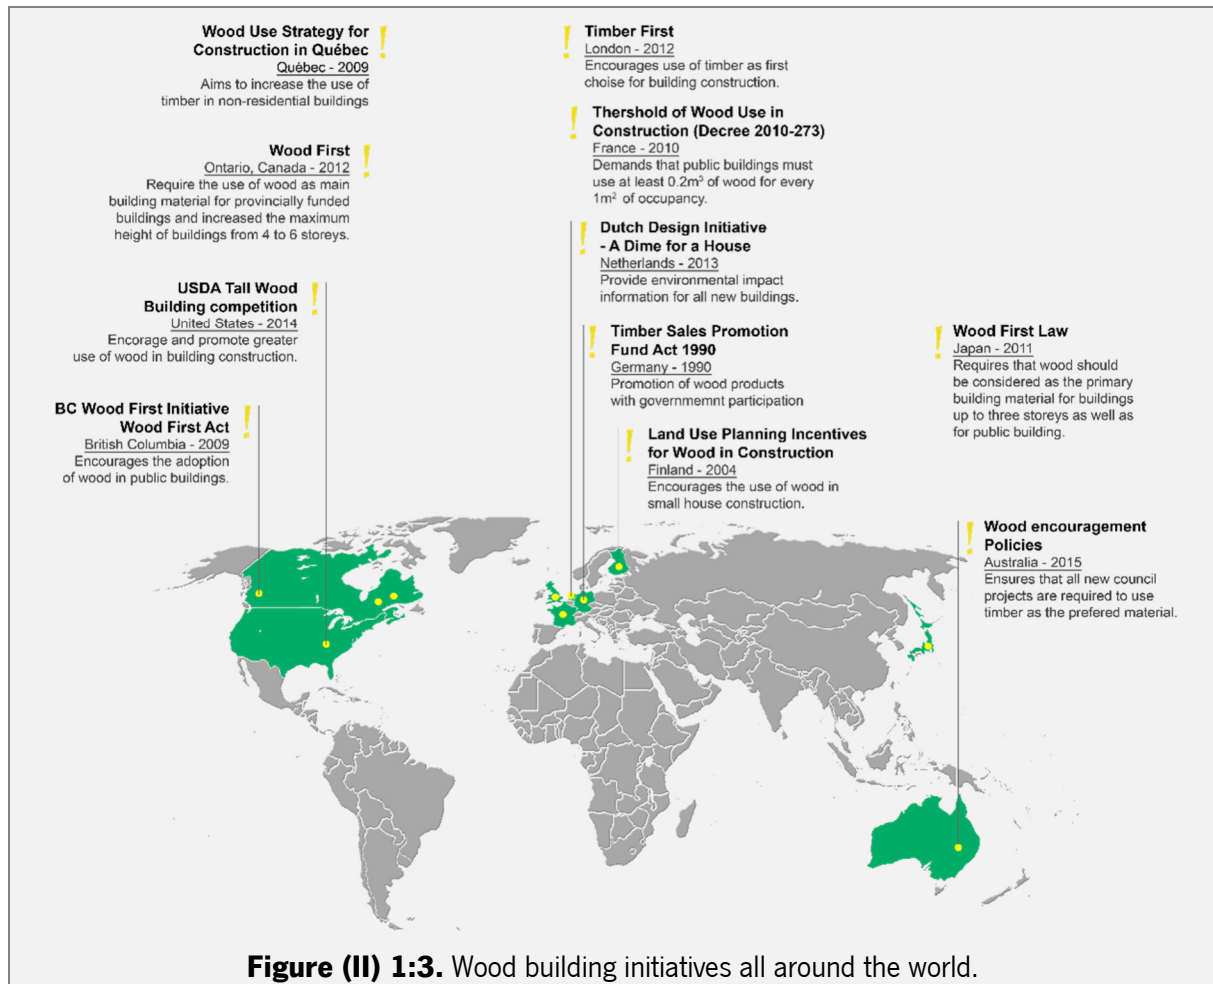 Wood Use Strategy for
Construction in Québec
Québec - 2009
Aims to increase the use of
timber in non-residential buildings
Wood First
Ontario, Canada - 2012
Require the use of wood as main
building material for provincially funded
buildings and increased the maximum
height of buildings from 4 to 6 storeys.
USDA Tall Wood
Building competition
United States - 2014
Encorage and promote greater
use of wood in building construction.
BC Wood First Initiative
Wood First Act
British Columbia - 2009
Encourages the adoption
of wood in public buildings.
Timber First
London - 2012
Encourages use of timber as first
choise for building construction.
Thershold of Wood Use in
Construction (Decree 2010-273)
France - 2010
Demands that public buildings must
use at least 0.2m³ of wood for every
1m² of occupancy.
Dutch Design Initiative
- A Dime for a House
Netherlands - 2013
Provide environmental impact
information for all new buildings.
Timber Sales Promotion
Fund Act 1990
Germany - 1990
Promotion of wood products
with governmemnt participation
Land Use Planning Incentives
for Wood in Construction
Finland - 2004
Encourages the use of wood in
small house construction.
Wood First Law
Japan - 2011
Requires that wood should
be considered as the primary
building material for buildings
up to three storeys as well as
for public building.
Wood encouragement
Policies
Australia - 2015
Ensures that all new council
projects are required to use
timber as the prefered material.
Figure (II) 1:3. Wood building initiatives all around the world.